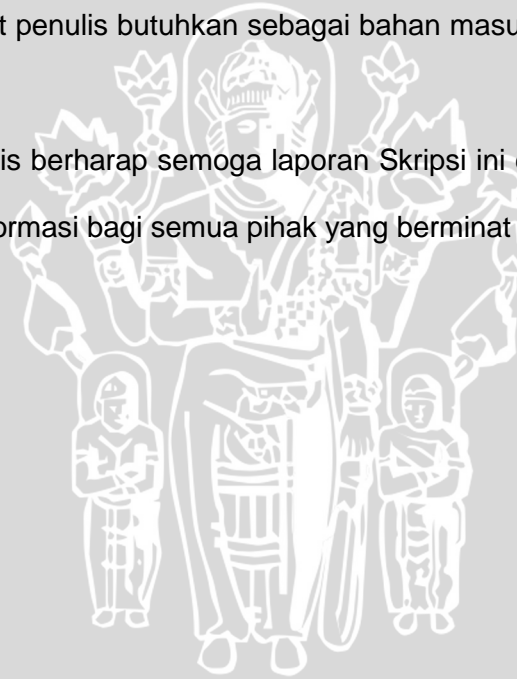 t penulis butuhkan sebagai bahan masu
is berharap semoga laporan Skripsi ini
ormasi bagi semua pihak yang berminat